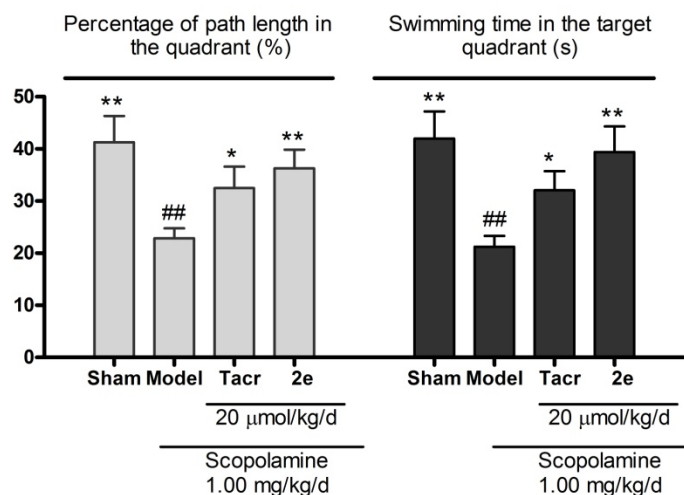 Percentage of path length in
the quadrant (%)
Swimming time in the target
quadrant (s)
50
40
30
20
10
0
** ## * **
** ## * **
Sham Model Tacr 2e
Sham Model Tacr 2e
20 μmol/kg/d
20 μmol/kg/d
Scopolamine
1.00 mg/kg/d
Scopolamine
1.00 mg/kg/d